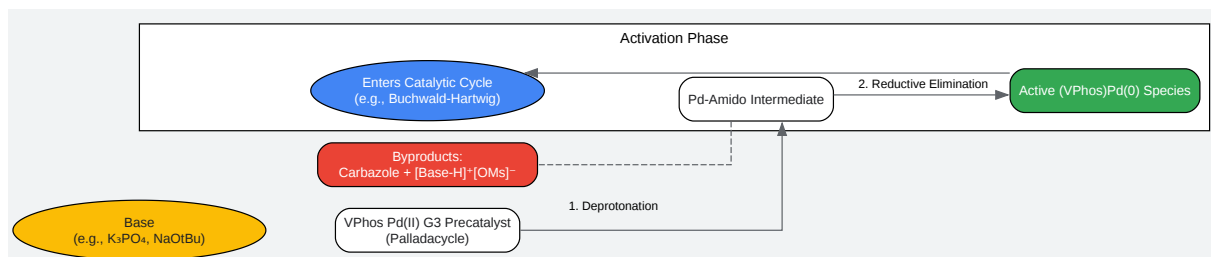 Activation Phase
Enters Catalytic Cycle
(e.g., Buchwald-Hartwig)
Pd-Amido Intermediate
2. Reductive Elimination
Active (VPhos)Pd(0) Species
Byproducts:
Carbazole + [Base-H]⁺[OMs]⁻
1. Deprotonation
Base
(e.g., K₃PO₄, NaOtBu)
VPhos Pd(II) G3 Precatalyst
(Palladacycle)